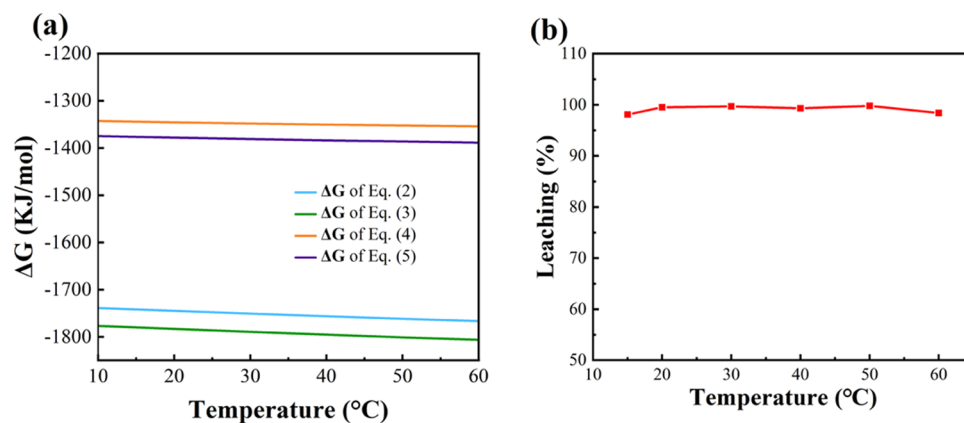 (a)
-1200
-1300
-1400
-1500
-1600
-1700
-1800
ΔG (KJ/mol)
ΔG of Eq. (2)
ΔG of Eq. (3)
ΔG of Eq. (4)
ΔG of Eq. (5)
10 20 30 40 50 60
Temperature (°C)
(b)
110
100
90
80
70
60
50
Leaching (%)
10 20 30 40 50 60
Temperature (°C)